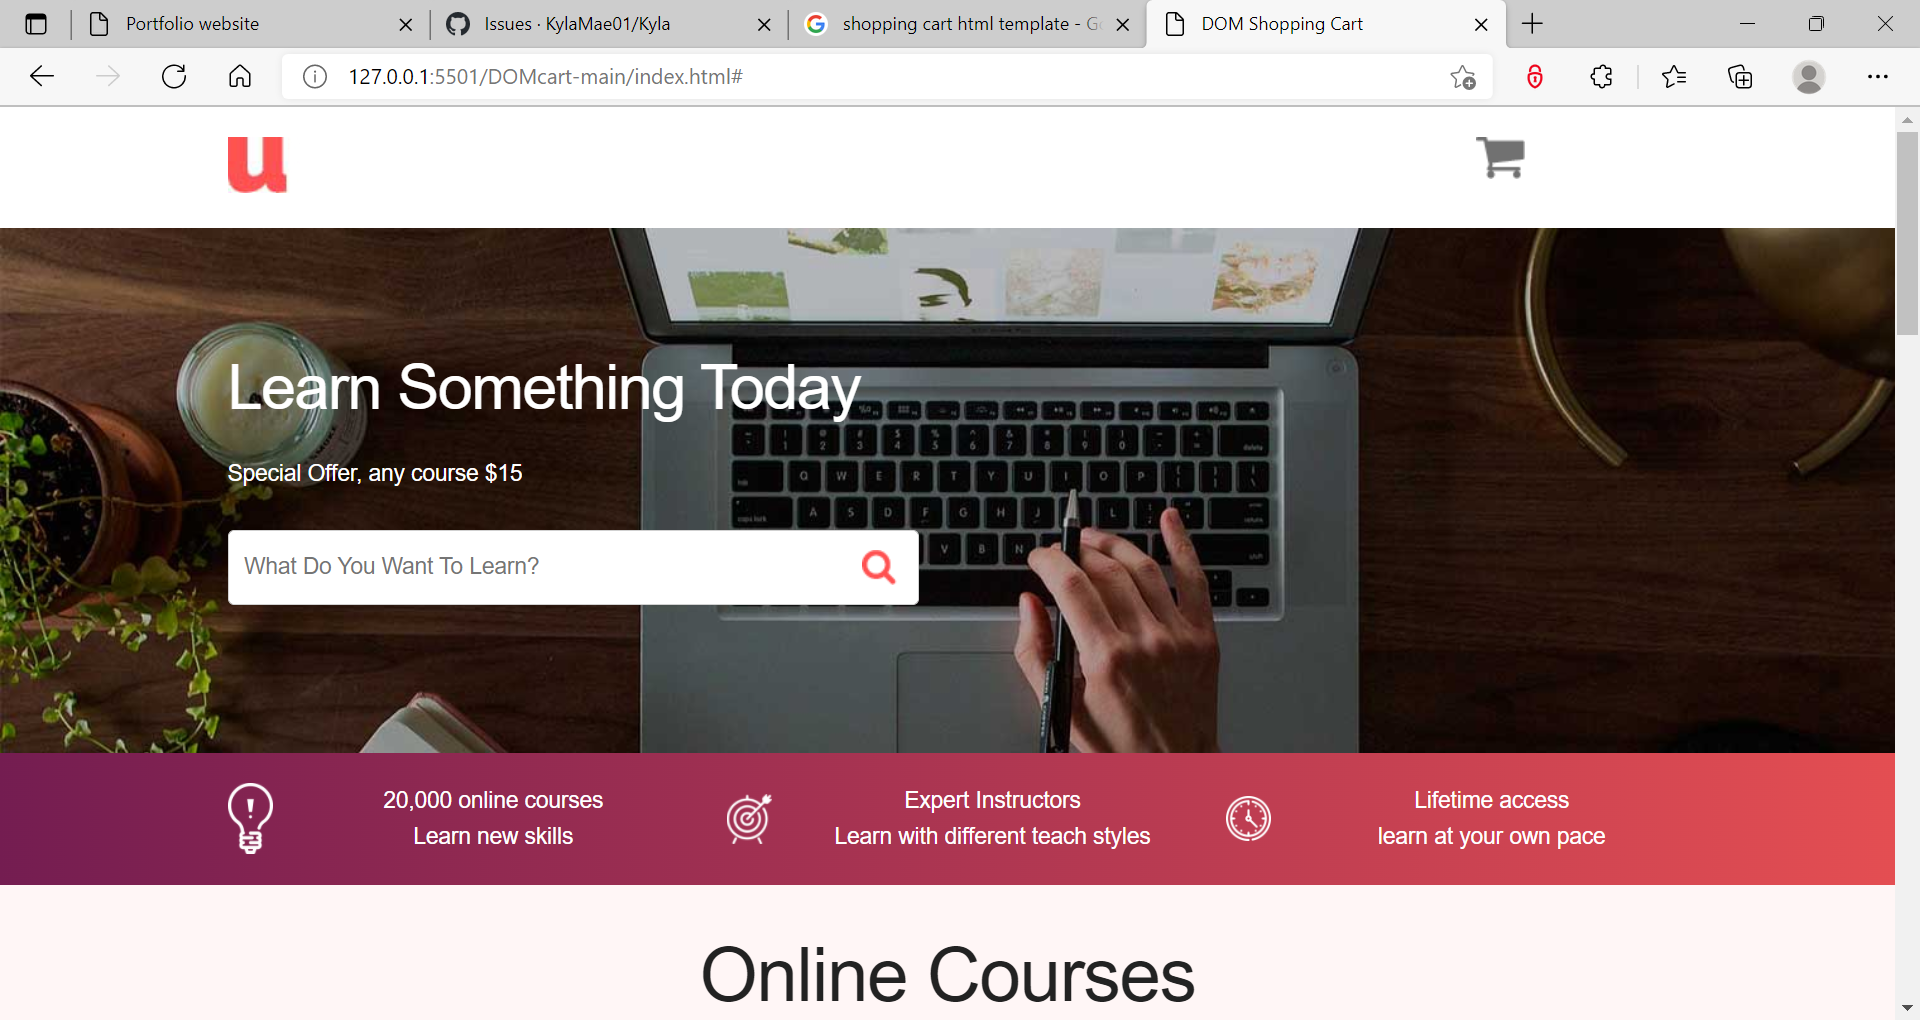 Portfolio website
Issues · KylaMae01/Kyla
shopping cart html template - Go
DOM Shopping Cart
127.0.0.1:5501/DOMcart-main/index.html#
u
Learn Something Today
Special Offer, any course $15
What Do You Want To Learn?
20,000 online courses
Learn new skills
Expert Instructors
Learn with different teach styles
Lifetime access
learn at your own pace
Online Courses